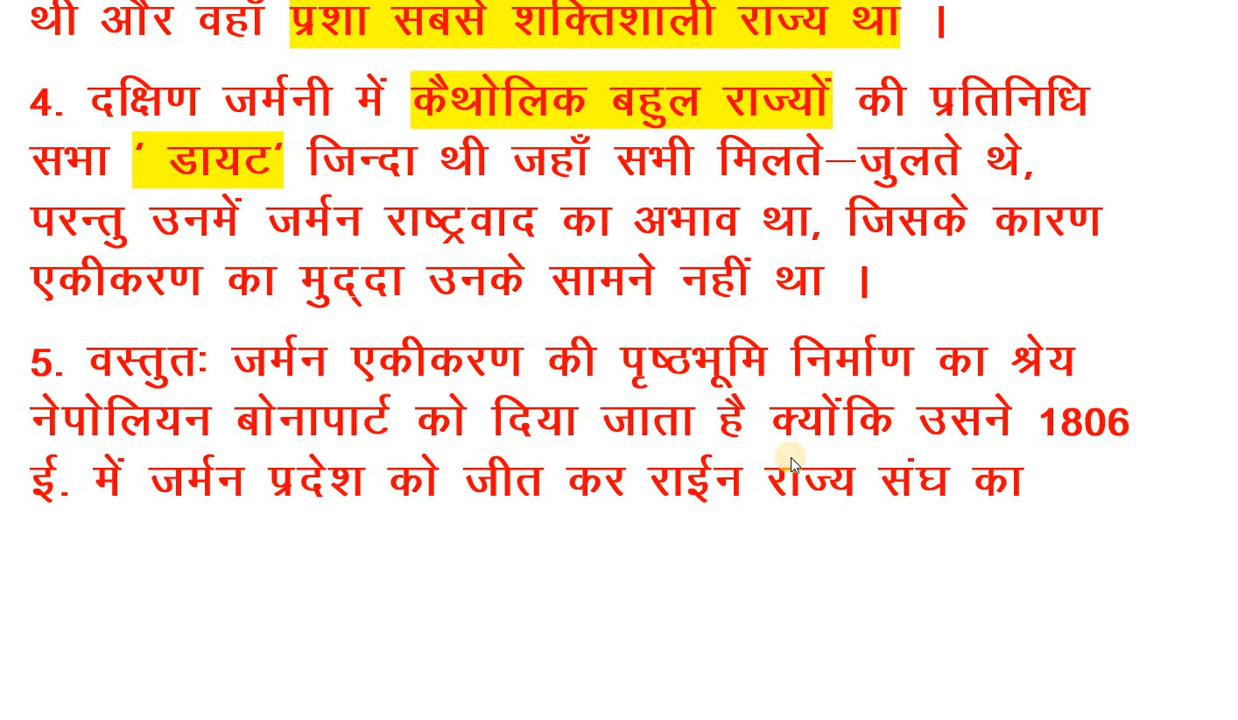 थी और वहाँ प्रशा सबसे शक्तिशाली राज्य था ।
4. दक्षिण जर्मनी में कैथोलिक बहुल राज्यों की प्रतिनिधि
सभा ‘ डायट‘ जिन्दा थी जहाँ सभी मिलते–जुलते थे,
परन्तु उनमें जर्मन राष्ट्रवाद का अभाव था, जिसके कारण
एकीकरण का मुद्दा उनके सामने नहीं था ।
5. वस्तुतः जर्मन एकीकरण की पृष्ठभूमि निर्माण का श्रेय
नेपोलियन बोनापार्ट को दिया जाता है क्योंकि उसने 1806
ई. में जर्मन प्रदेश को जीत कर राईन राज्य संघ का